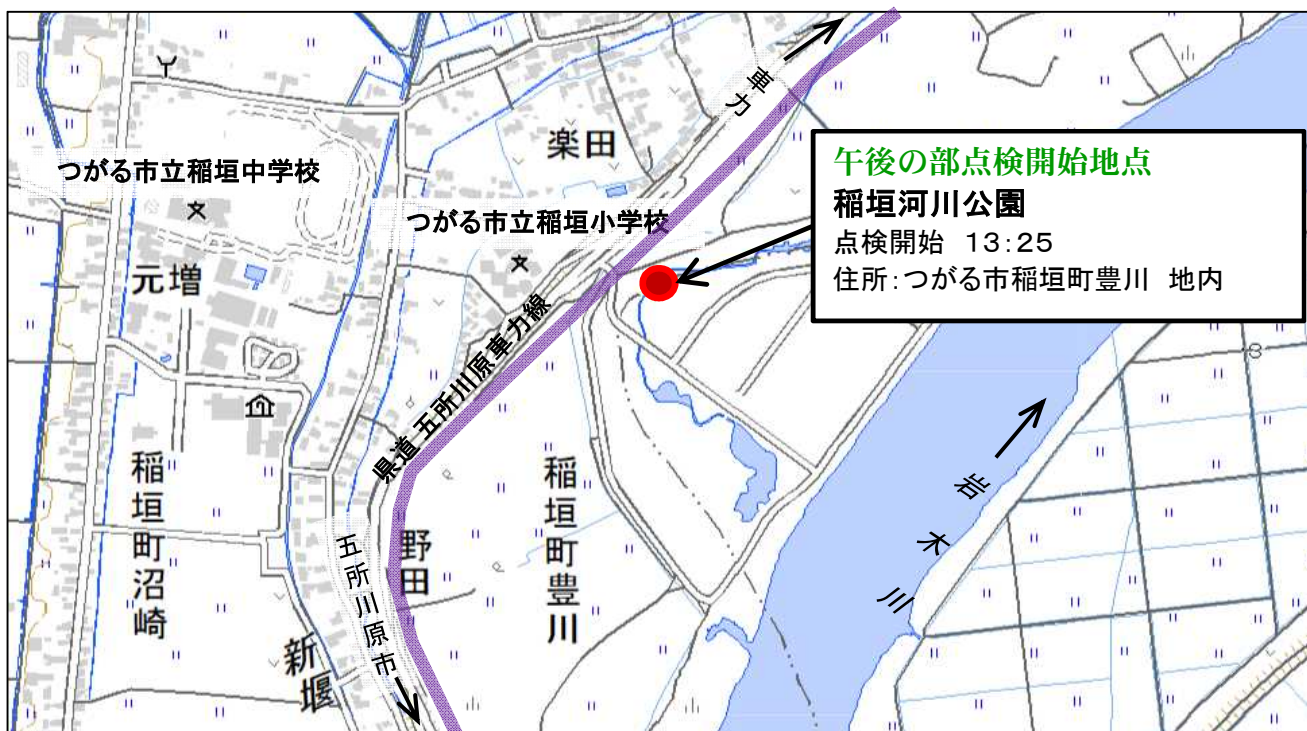 車力
楽田
つがる市立稲垣中学校
つがる市立稲垣小学校
午後の部点検開始地点
稲垣河川公園
点検開始 13:25
住所:つがる市稲垣町豊川 地内
元増
県道 五所川原車力線
稲垣町沼崎
稲垣町豊川
野田
五所川原市
新堰
岩木川